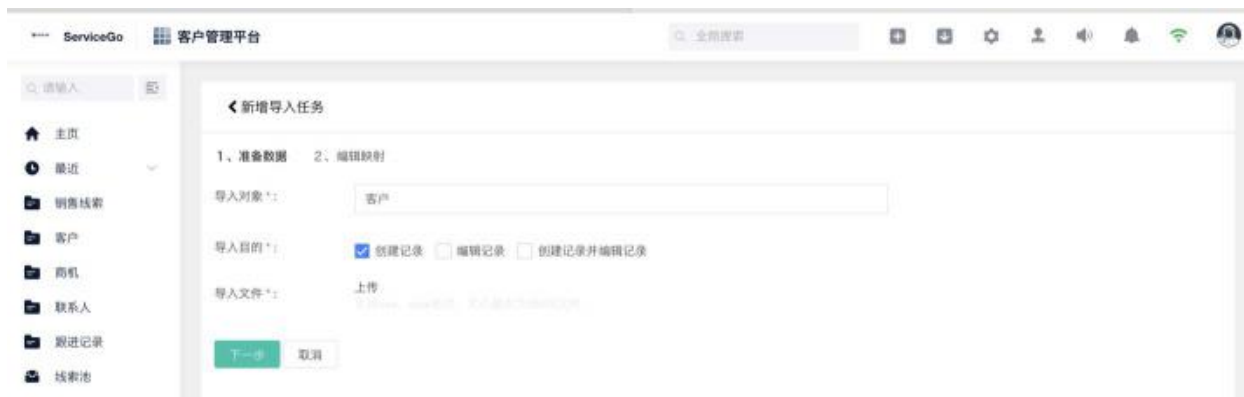 ServiceGo 客户管理平台 全局搜索
请输入
主页
最近
销售线索
客户
商机
联系人
跟进记录
线索池
新增导入任务
1、准备数据 2、编辑映射
导入对象*: 客户
导入目的*: 创建记录 编辑记录 创建记录并编辑记录
导入文件*: 上传
下一步 取消